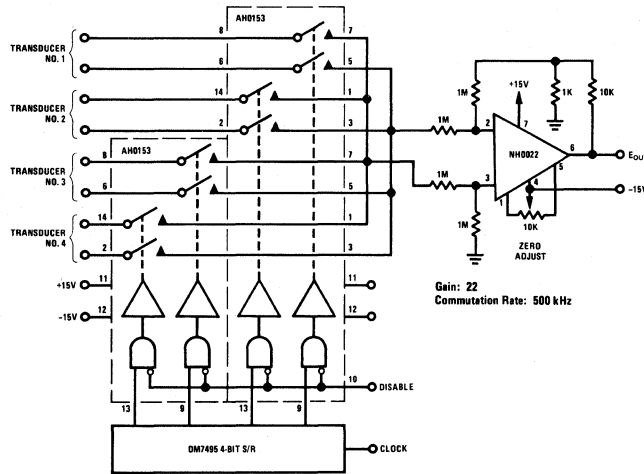 AH0153
TRANSDUCER
NO. 1
8
7
6
5
TRANSDUCER
NO. 2
14
1
2
3
AH0153
TRANSDUCER
NO. 3
8
7
6
5
TRANSDUCER
NO. 4
14
1
2
3
+15V
11
11
-15V
12
12
10
DISABLE
13
9
13
9
DM7495 4-BIT S/R
CLOCK
1M
1K
10K
+15V
1M
2
7
NH0022
6
EOUT
1M
3
4
5
-15V
1
1M
10K
ZERO
ADJUST
Gain: 22
Commutation Rate: 500 kHz